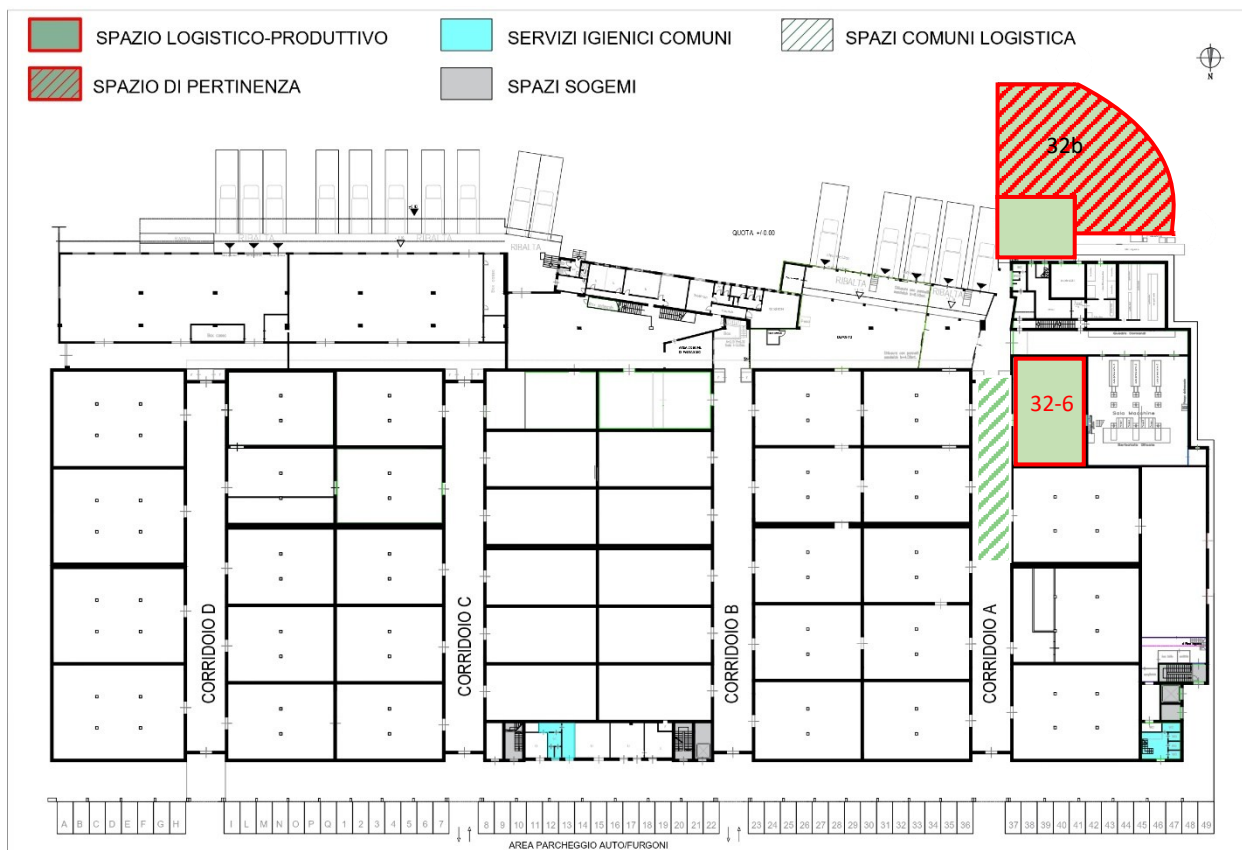 SPAZIO LOGISTICO-PRODUTTIVO
SERVIZI IGIENICI COMUNI
SPAZI COMUNI LOGISTICA
SPAZIO DI PERTINENZA
SPAZI SOGEMI
N
32b
QUOTA +/- 0.00
RIBALTA
RIBALTA
RIBALTA
RIBALTA
RIBALTA
32-6
Sala Macchine
CORRIDOIO D
CORRIDOIO C
CORRIDOIO B
CORRIDOIO A
A B C D E F G H I L M N O P Q 1 2 3 4 5 6 7 8 9 10 11 12 13 14 15 16 17 18 19 20 21 22 23 24 25 26 27 28 29 30 31 32 33 34 35 36 37 38 39 40 41 42 43 44 45 46 47 48 49
AREA PARCHEGGIO AUTO/FURGONI